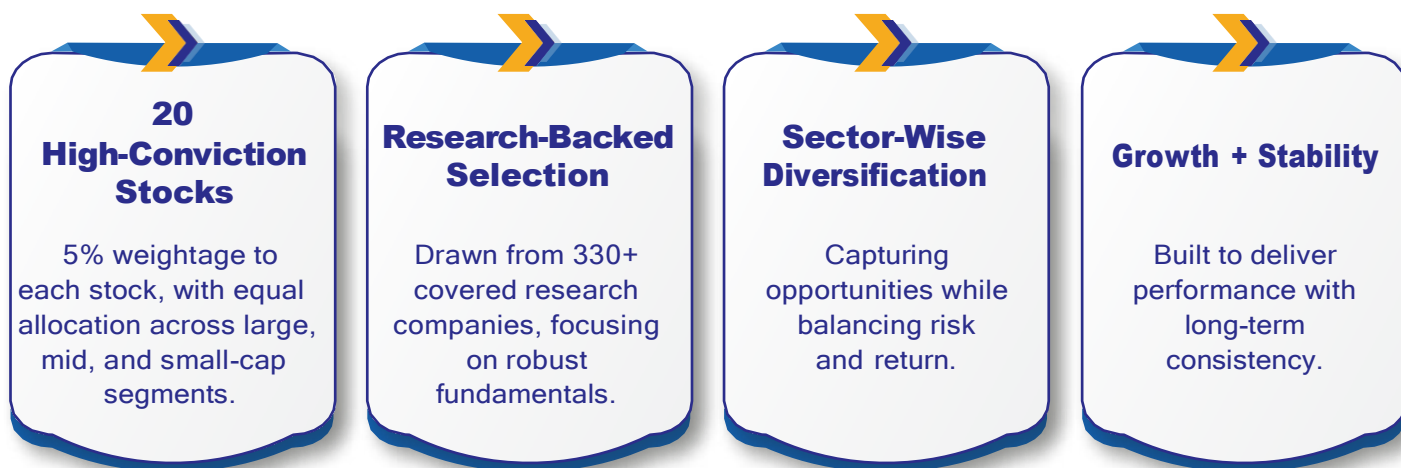 20
High-Conviction
Stocks
5% weightage to
each stock, with equal
allocation across large,
mid, and small-cap
segments.
Research-Backed
Selection
Drawn from 330+
covered research
companies, focusing
on robust
fundamentals.
Sector-Wise
Diversification
Capturing
opportunities while
balancing risk
and return.
Growth + Stability
Built to deliver
performance with
long-term
consistency.